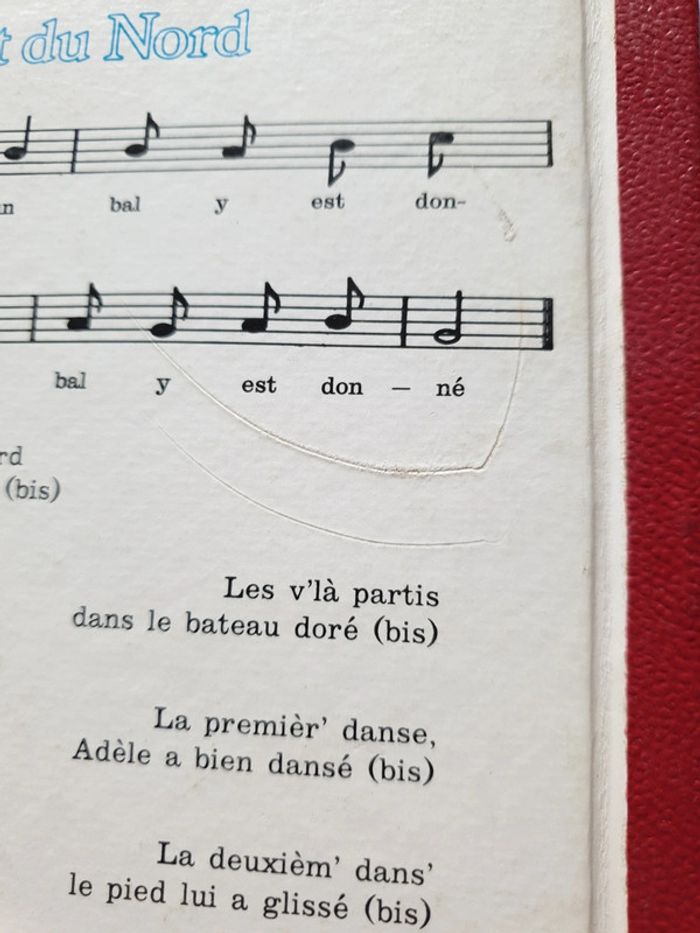 du Nord
bal y est don-
bal y est don — né
(bis)
Les v'là partis
dans le bateau doré (bis)
La premièr' danse,
Adèle a bien dansé (bis)
La deuxièm' dans'
le pied lui a glissé (bis)